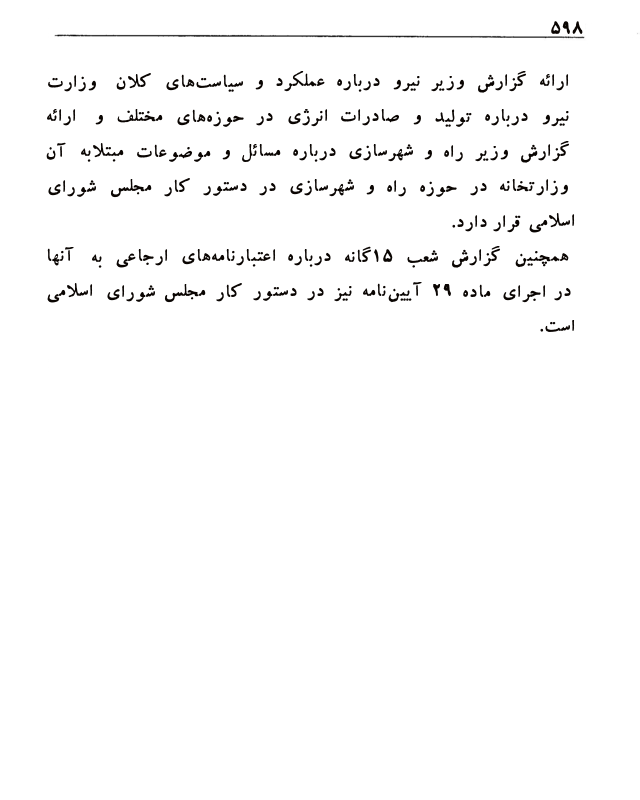 ۵۹۸
ارائه گزارش وزیر نیرو درباره عملکرد و سیاست‌های کلان وزارت
نیرو درباره تولید و صادرات انرژی در حوزه‌های مختلف و ارائه
گزارش وزیر راه و شهرسازی درباره مسائل و موضوعات مبتلابه آن
وزارتخانه در حوزه راه و شهرسازی در دستور کار مجلس شورای
اسلامی قرار دارد.
همچنین گزارش شعب ۱۵گانه درباره اعتبارنامه‌های ارجاعی به آنها
در اجرای ماده ۲۹ آیین‌نامه نیز در دستور کار مجلس شورای اسلامی
است.